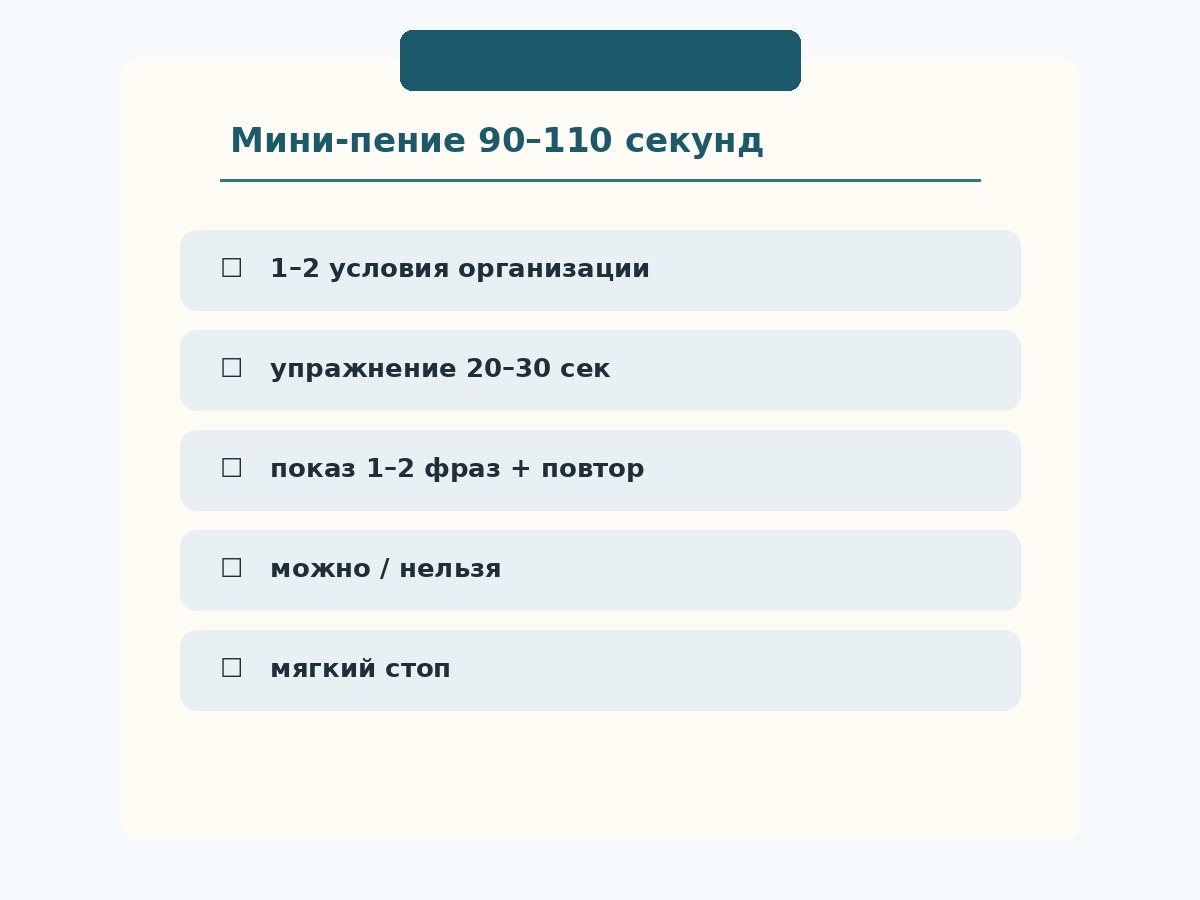 Мини-пение 90–110 секунд
☐ 1–2 условия организации
☐ упражнение 20–30 сек
☐ показ 1–2 фраз + повтор
☐ можно / нельзя
☐ мягкий стоп